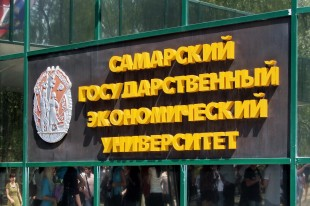 САМАРСКИЙ
ГОСУДАРСТВЕННЫЙ
ЭКОНОМИЧЕСКИЙ
УНИВЕРСИТЕТ